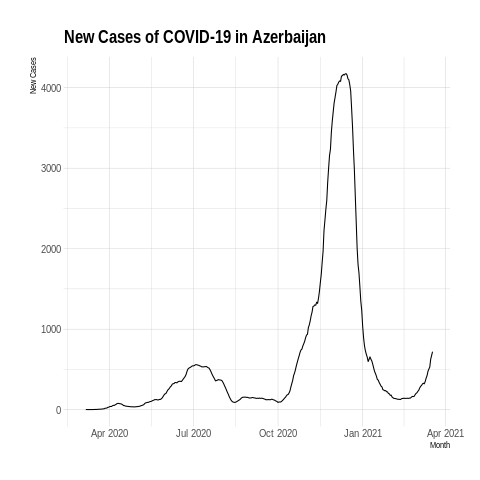 New Cases of COVID-19 in Azerbaijan
New Cases
4000
3000
2000
1000
0
Apr 2020 Jul 2020 Oct 2020 Jan 2021 Apr 2021
Month